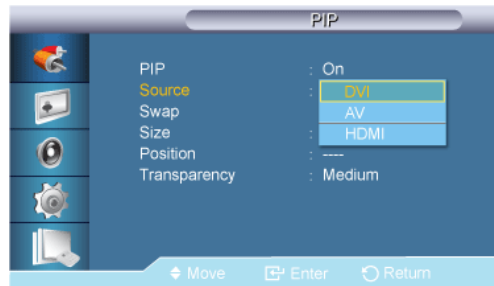 PIP
PIP : On
Source : DVI
Swap AV
Size : HDMI
Position : ----
Transparency : Medium
Move Enter Return